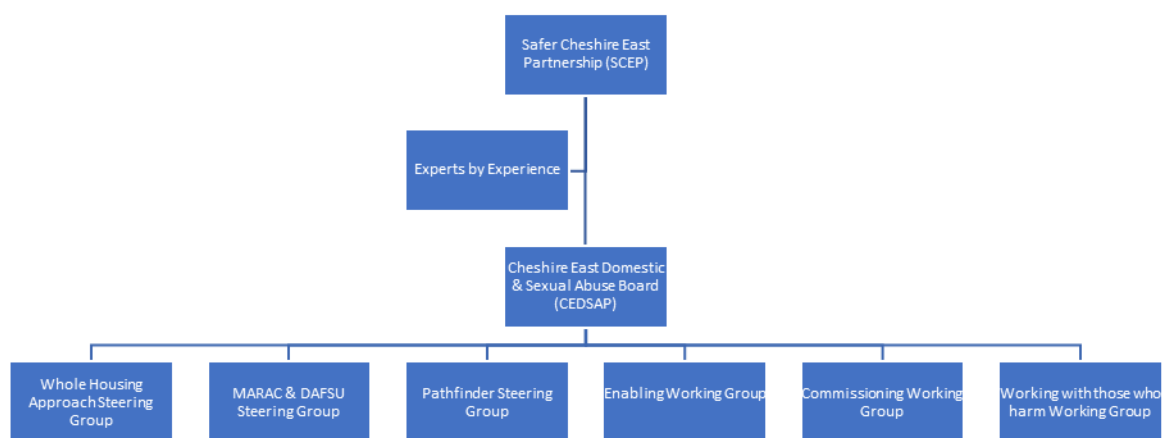 Safer Cheshire East
Partnership (SCEP)
Experts by Experience
Cheshire East Domestic
& Sexual Abuse Board
(CEDSAP)
Whole Housing
Approach Steering
Group
MARAC & DAFSU
Steering Group
Pathfinder Steering
Group
Enabling Working Group
Commissioning Working
Group
Working with those who
harm Working Group